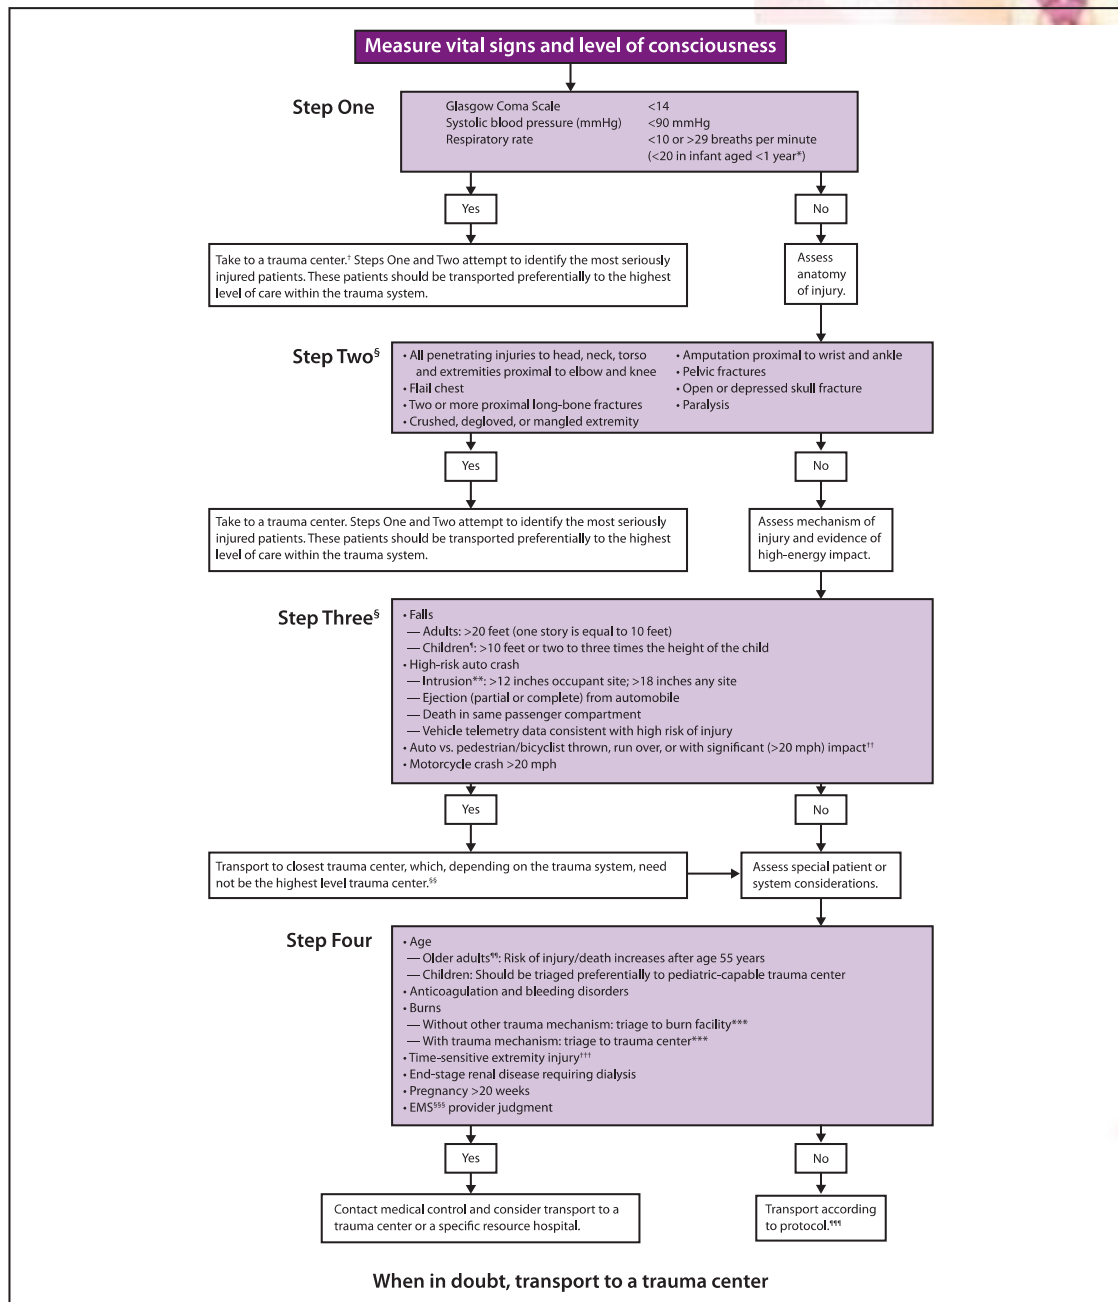 Measure vital signs and level of consciousness
Step One
Glasgow Coma Scale <14
Systolic blood pressure (mmHg) <90 mmHg
Respiratory rate <10 or >29 breaths per minute
(<20 in infant aged <1 year*)
Yes
No
Take to a trauma center.† Steps One and Two attempt to identify the most seriously
injured patients. These patients should be transported preferentially to the highest
level of care within the trauma system.
Assess
anatomy
of injury.
Step Two§
• All penetrating injuries to head, neck, torso
and extremities proximal to elbow and knee
• Flail chest
• Two or more proximal long-bone fractures
• Crushed, degloved, or mangled extremity
• Amputation proximal to wrist and ankle
• Pelvic fractures
• Open or depressed skull fracture
• Paralysis
Yes
No
Take to a trauma center. Steps One and Two attempt to identify the most seriously
injured patients. These patients should be transported preferentially to the highest
level of care within the trauma system.
Assess mechanism of
injury and evidence of
high-energy impact.
Step Three§
• Falls
— Adults: >20 feet (one story is equal to 10 feet)
— Children¶: >10 feet or two to three times the height of the child
• High-risk auto crash
— Intrusion**: >12 inches occupant site; >18 inches any site
— Ejection (partial or complete) from automobile
— Death in same passenger compartment
— Vehicle telemetry data consistent with high risk of injury
• Auto vs. pedestrian/bicyclist thrown, run over, or with significant (>20 mph) impact††
• Motorcycle crash >20 mph
Yes
No
Transport to closest trauma center, which, depending on the trauma system, need
not be the highest level trauma center.§§
Assess special patient or
system considerations.
Step Four
• Age
— Older adults¶¶: Risk of injury/death increases after age 55 years
— Children: Should be triaged preferentially to pediatric-capable trauma center
• Anticoagulation and bleeding disorders
• Burns
— Without other trauma mechanism: triage to burn facility***
— With trauma mechanism: triage to trauma center***
• Time-sensitive extremity injury†††
• End-stage renal disease requiring dialysis
• Pregnancy >20 weeks
• EMS§§§ provider judgment
Yes
No
Contact medical control and consider transport to a
trauma center or a specific resource hospital.
Transport according
to protocol.¶¶¶
When in doubt, transport to a trauma center